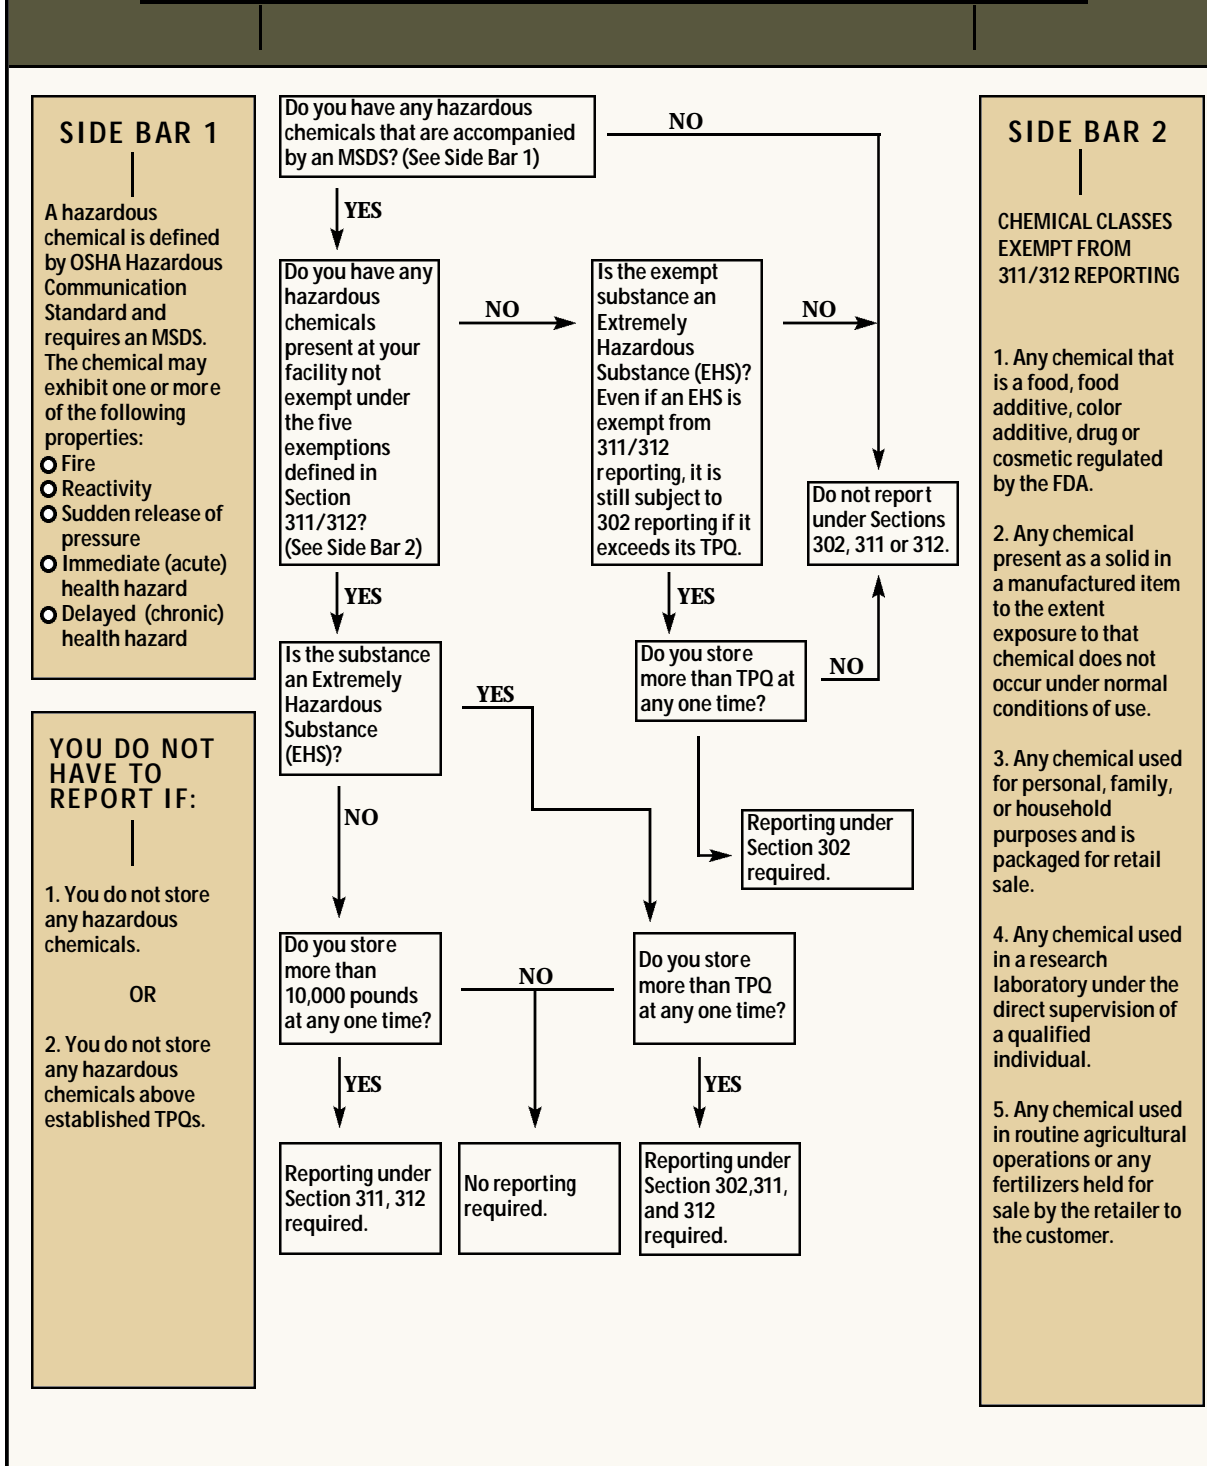 SIDE BAR 1
A hazardous
chemical is defined
by OSHA Hazardous
Communication
Standard and
requires an MSDS.
The chemical may
exhibit one or more
of the following
properties:
Fire
Reactivity
Sudden release of
pressure
Immediate (acute)
health hazard
Delayed (chronic)
health hazard
YOU DO NOT
HAVE TO
REPORT IF:
1. You do not store
any hazardous
chemicals.
OR
2. You do not store
any hazardous
chemicals above
established TPQs.
Do you have any hazardous
chemicals that are accompanied
by an MSDS? (See Side Bar 1)
NO
YES
Do you have any
hazardous
chemicals
present at your
facility not
exempt under
the five
exemptions
defined in
Section
311/312?
(See Side Bar 2)
NO
Is the exempt
substance an
Extremely
Hazardous
Substance (EHS)?
Even if an EHS is
exempt from
311/312
reporting, it is
still subject to
302 reporting if it
exceeds its TPQ.
NO
Do not report
under Sections
302, 311 or 312.
YES
YES
Is the substance
an Extremely
Hazardous
Substance
(EHS)?
YES
Do you store
more than TPQ at
any one time?
NO
NO
Reporting under
Section 302
required.
Do you store
more than
10,000 pounds
at any one time?
NO
Do you store
more than TPQ
at any one time?
YES
YES
Reporting under
Section 311, 312
required.
No reporting
required.
Reporting under
Section 302,311,
and 312
required.
SIDE BAR 2
CHEMICAL CLASSES
EXEMPT FROM
311/312 REPORTING
1. Any chemical that
is a food, food
additive, color
additive, drug or
cosmetic regulated
by the FDA.
2. Any chemical
present as a solid in
a manufactured item
to the extent
exposure to that
chemical does not
occur under normal
conditions of use.
3. Any chemical used
for personal, family,
or household
purposes and is
packaged for retail
sale.
4. Any chemical used
in a research
laboratory under the
direct supervision of
a qualified
individual.
5. Any chemical used
in routine agricultural
operations or any
fertilizers held for
sale by the retailer to
the customer.